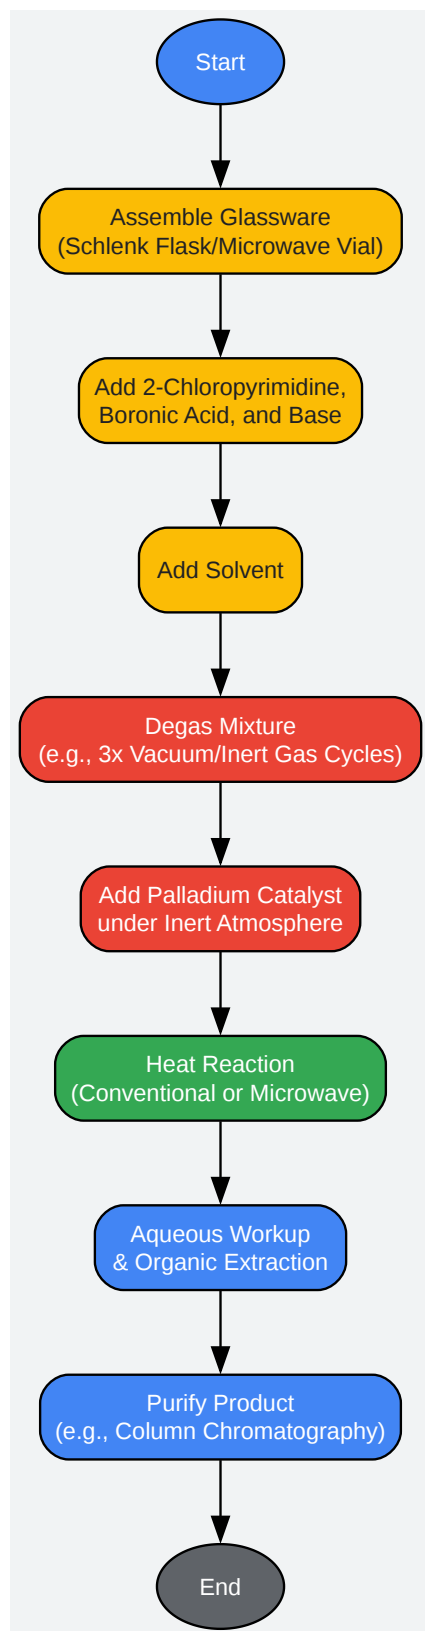 Start
Assemble Glassware
(Schlenk Flask/Microwave Vial)
Add 2-Chloropyrimidine,
Boronic Acid, and Base
Add Solvent
Degas Mixture
(e.g., 3x Vacuum/Inert Gas Cycles)
Add Palladium Catalyst
under Inert Atmosphere
Heat Reaction
(Conventional or Microwave)
Aqueous Workup
& Organic Extraction
Purify Product
(e.g., Column Chromatography)
End